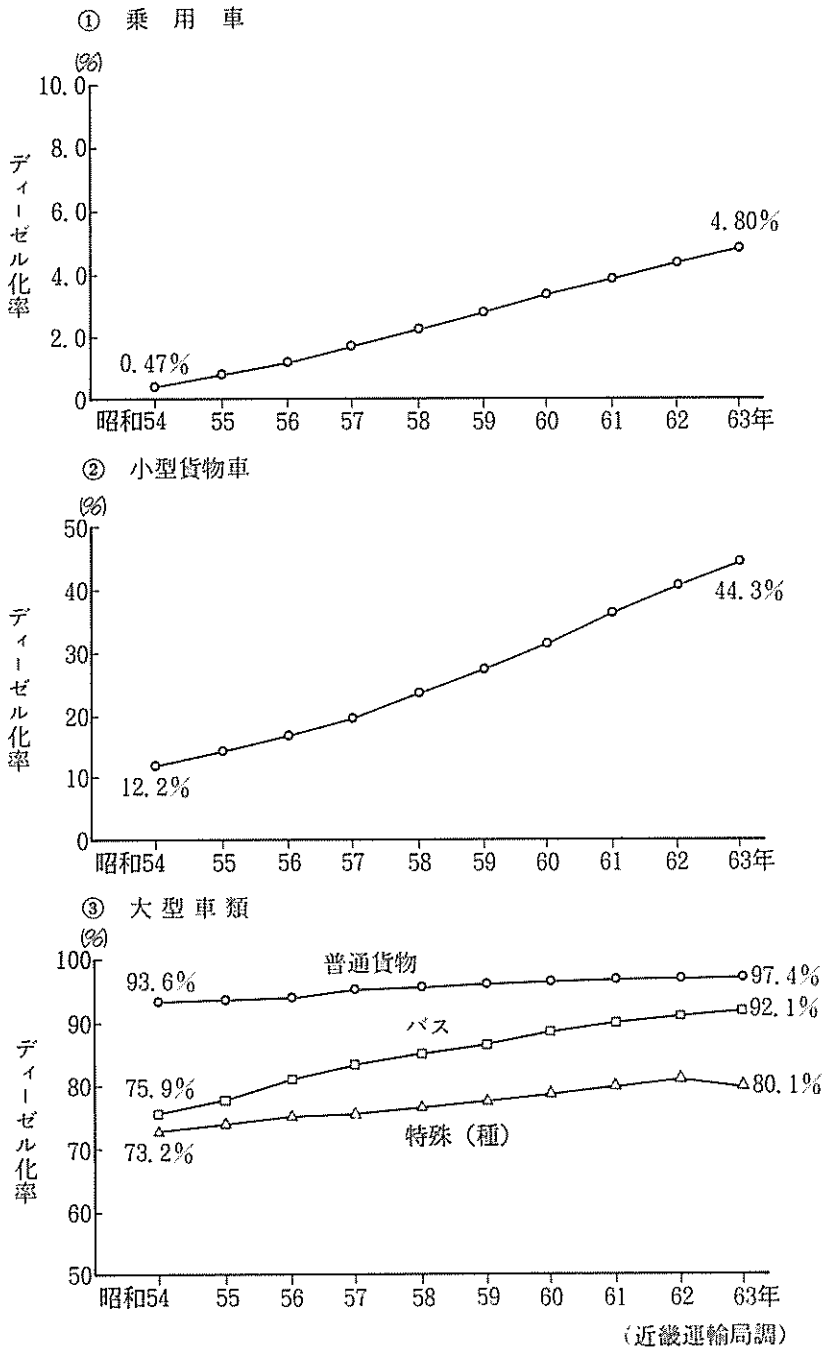 ① 乗用車
(%)
10.0
8.0
6.0
4.0
2.0
0
ディーゼル化率
0.47%
4.80%
昭和54 55 56 57 58 59 60 61 62 63年
② 小型貨物車
(%)
50
40
30
20
10
0
ディーゼル化率
12.2%
44.3%
昭和54 55 56 57 58 59 60 61 62 63年
③ 大型車類
(%)
100
90
80
70
60
50
ディーゼル化率
93.6%
普通貨物
97.4%
バス
92.1%
75.9%
80.1%
73.2%
特殊(種)
昭和54 55 56 57 58 59 60 61 62 63年
(近畿運輸局調)